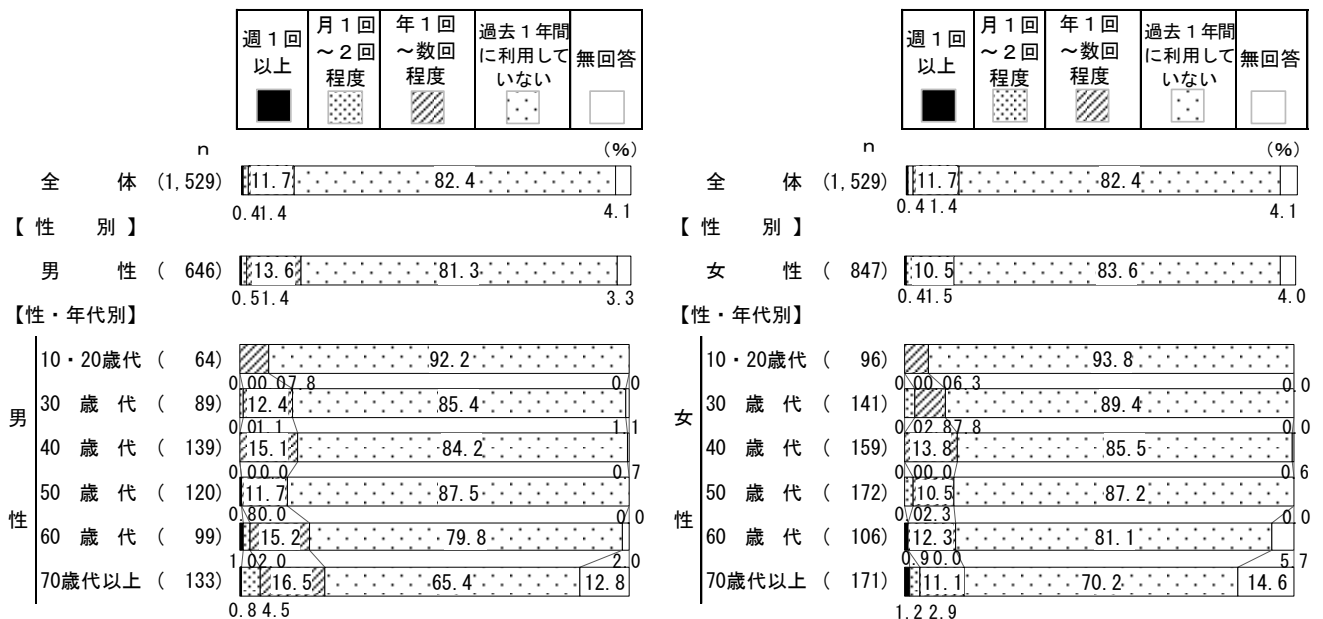 週１回
以上
月１回
～２回
程度
年１回
～数回
程度
過去１年間
に利用して
いない
無回答
n
(%)
全体 (1,529) 11.7 82.4
0.4 1.4 4.1
【性別】
男性 ( 646) 13.6 81.3
0.5 1.4 3.3
【性・年代別】
男性
10・20歳代 ( 64) 92.2
0.0 0.0 7.8 0.0
30歳代 ( 89) 12.4 85.4
0.0 1.1 1.1
40歳代 ( 139) 15.1 84.2
0.0 0.0 0.7
50歳代 ( 120) 11.7 87.5
0.8 0.0 0.0
60歳代 ( 99) 15.2 79.8
1.0 2.0 2.0
70歳代以上 ( 133) 16.5 65.4 12.8
0.8 4.5
週１回
以上
月１回
～２回
程度
年１回
～数回
程度
過去１年間
に利用して
いない
無回答
n
(%)
全体 (1,529) 11.7 82.4
0.4 1.4 4.1
【性別】
女性 ( 847) 10.5 83.6
0.4 1.5 4.0
【性・年代別】
女性
10・20歳代 ( 96) 93.8
0.0 0.0 6.3 0.0
30歳代 ( 141) 89.4
0.0 2.8 7.8 0.0
40歳代 ( 159) 13.8 85.5
0.0 0.0 0.6
50歳代 ( 172) 10.5 87.2
0.0 2.3 0.0
60歳代 ( 106) 12.3 81.1
0.9 0.0 5.7
70歳代以上 ( 171) 11.1 70.2 14.6
1.2 2.9